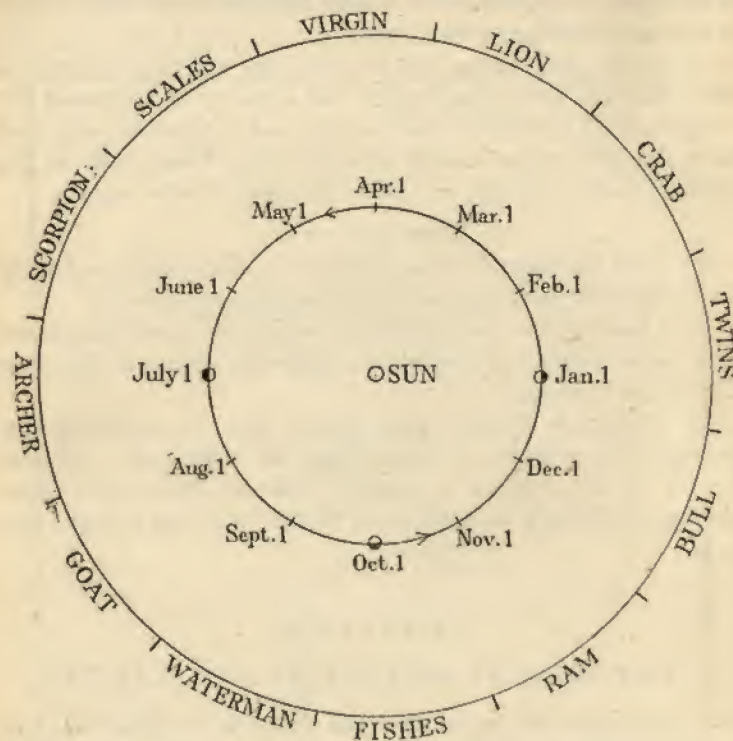 VIRGIN
LION
CRAB
TWINS
BULL
RAM
FISHES
WATERMAN
GOAT
ARCHER
SCORPION
SCALES
Apr.1
Mar.1
Feb.1
Jan.1
Dec.1
Nov.1
Oct.1
Sept.1
Aug.1
July 1
June 1
May 1
SUN